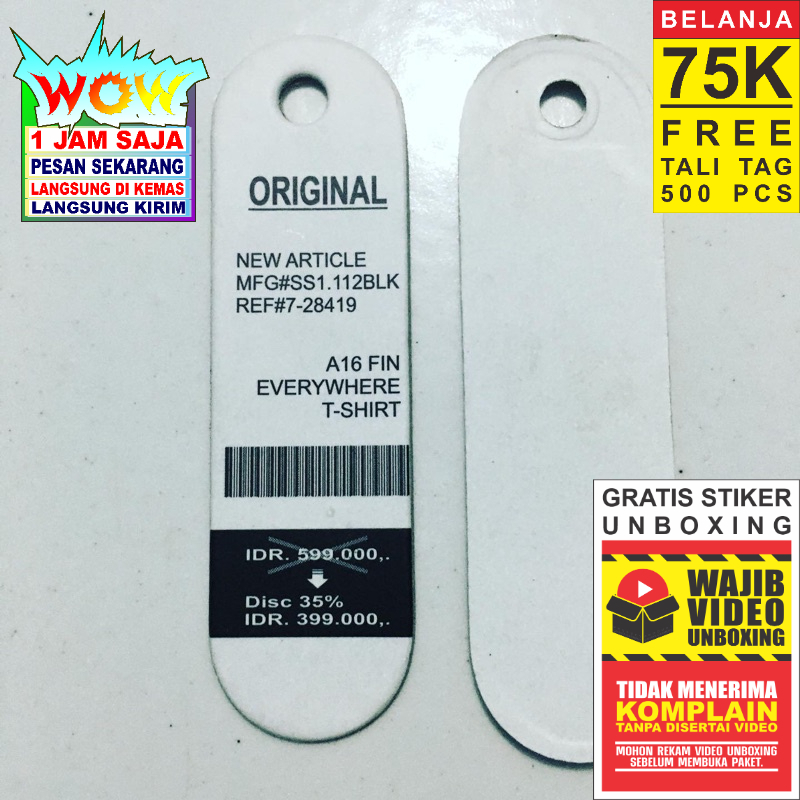 WOW
1 JAM SAJA
PESAN SEKARANG
LANGSUNG DI KEMAS
LANGSUNG KIRIM
BELANJA
75K
FREE
TALI TAG
500 PCS
ORIGINAL
NEW ARTICLE
MFG#SS1.112BLK
REF#7-28419
A16 FIN
EVERYWHERE
T-SHIRT
IDR. 599.000,.
Disc 35%
IDR. 399.000,.
GRATIS STIKER
UNBOXING
WAJIB
VIDEO
UNBOXING
TIDAK MENERIMA
KOMPLAIN
TANPA DISERTAI VIDEO
MOHON REKAM VIDEO UNBOXING
SEBELUM MEMBUKA PAKET.